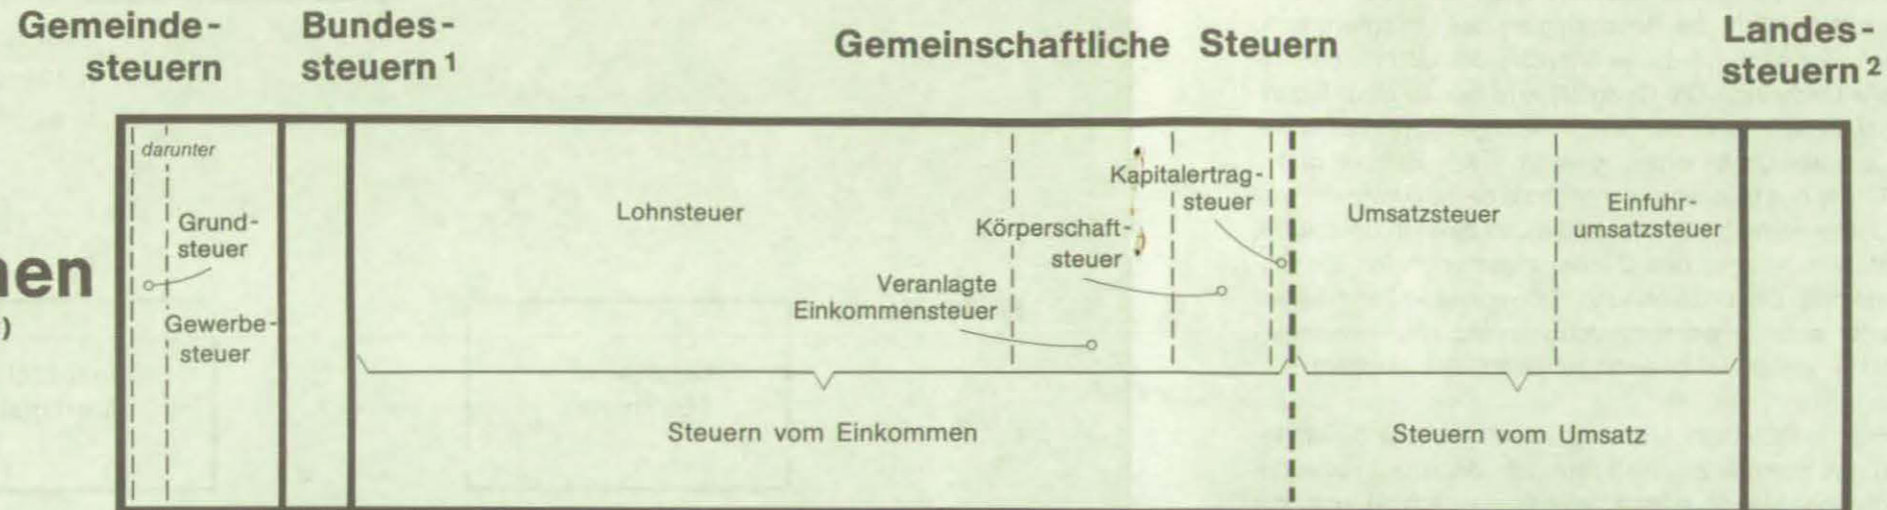 Gemeinde-
steuern
Bundes-
steuern 1
Gemeinschaftliche Steuern
Landes-
steuern 2
darunter
Grund-
steuer
Gewerbe-
steuer
Lohnsteuer
Veranlagte
Einkommensteuer
Körperschaft-
steuer
Kapitalertrag-
steuer
Umsatzsteuer
Einfuhr-
umsatzsteuer
Steuern vom Einkommen
Steuern vom Umsatz